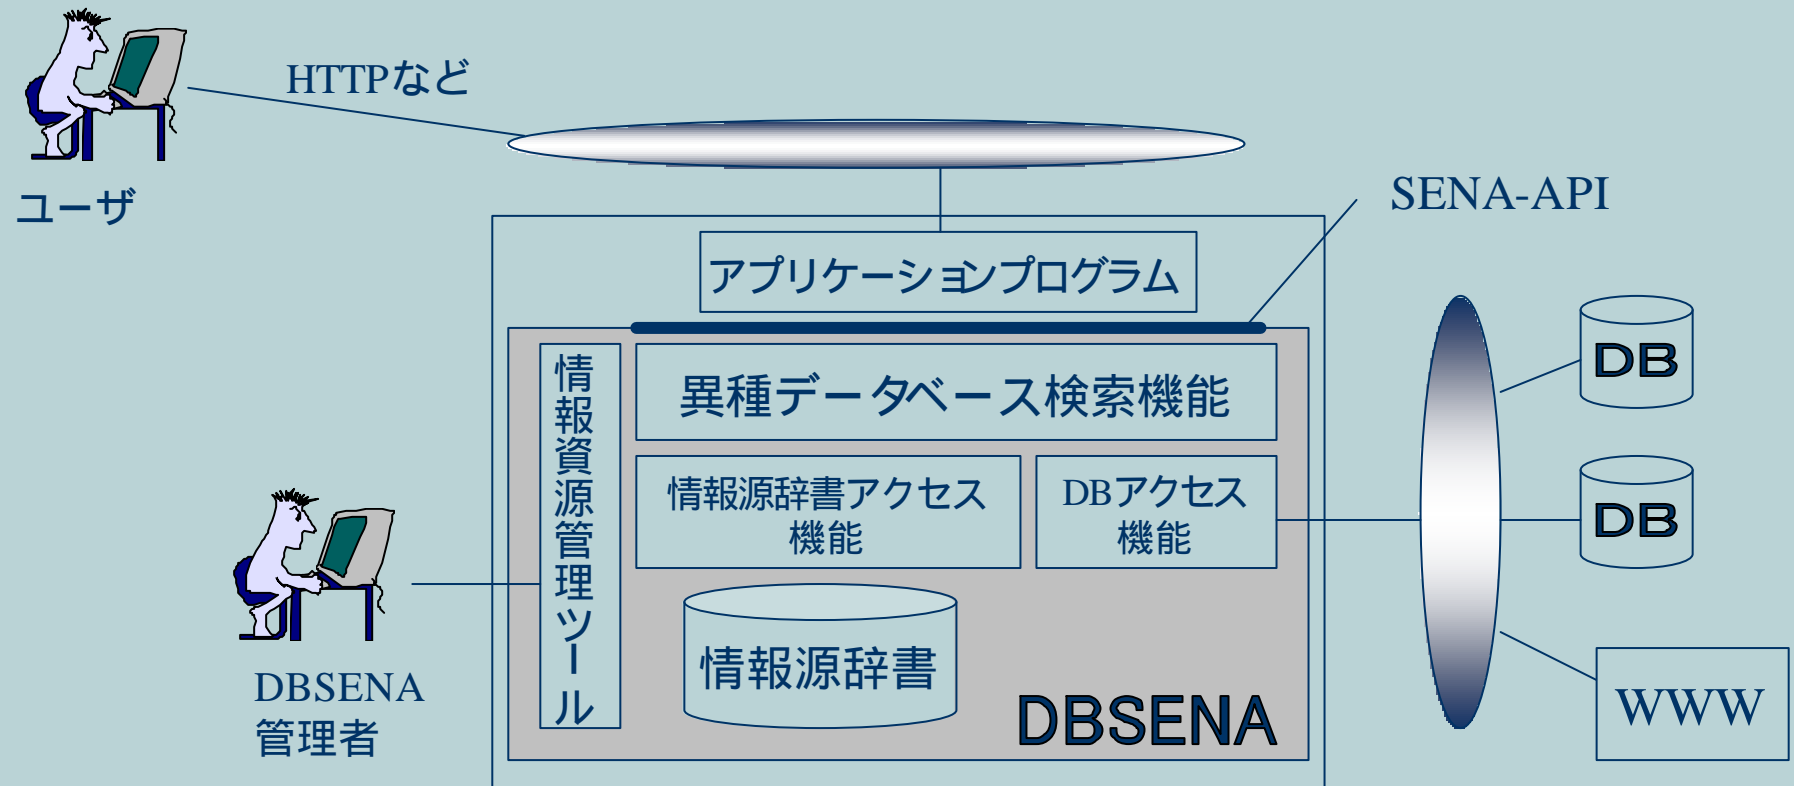 HTTPなど
ユーザ
SENA-API
アプリケーションプログラム
情報資源管理ツール
異種データベース検索機能
情報源辞書アクセス
機能
DBアクセス
機能
情報源辞書
DBSENA
DBSENA
管理者
DB
DB
WWW